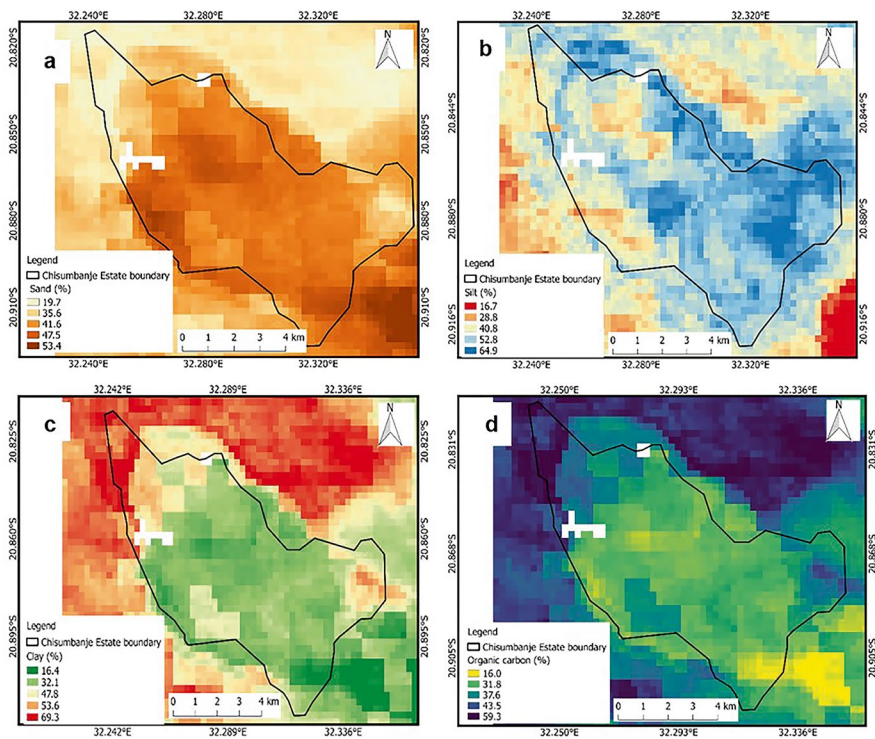 32.240°E 32.280°E 32.320°E
a
N
20.820°S
20.820°S
20.850°S
20.880°S
20.910°S
Legend
Chisumbanje Estate boundary
Sand (%)
19.7
35.6
41.6
47.5
53.4
0 1 2 3 4 km
32.240°E 32.280°E 32.320°E
32.240°E 32.280°E 32.320°E
b
N
20.844°S
20.844°S
20.880°S
20.880°S
20.916°S
20.916°S
Legend
Chisumbanje Estate boundary
Silt (%)
16.7
28.8
40.8
52.8
64.9
0 1 2 3 4 km
32.240°E 32.280°E 32.320°E
32.242°E 32.289°E 32.336°E
c
N
20.825°S
20.825°S
20.860°S
20.860°S
20.895°S
20.895°S
Legend
Chisumbanje Estate boundary
Clay (%)
16.4
32.1
47.8
53.6
69.3
0 1 2 3 4 km
32.242°E 32.289°E 32.336°E
32.250°E 32.293°E 32.336°E
d
N
20.831°S
20.831°S
20.868°S
20.868°S
20.905°S
20.905°S
Legend
Chisumbanje Estate boundary
Organic carbon (%)
16.0
31.8
37.6
43.5
59.3
0 1 2 3 4 km
32.250°E 32.293°E 32.336°E